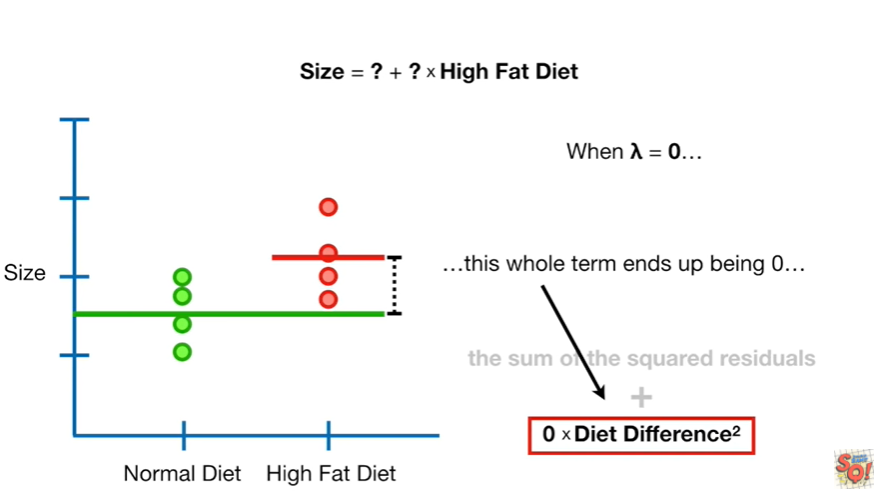 Size = ? + ? × High Fat Diet
When λ = 0…
…this whole term ends up being 0…
Size
the sum of the squared residuals
+
0 × Diet Difference²
Normal Diet
High Fat Diet
SQ!